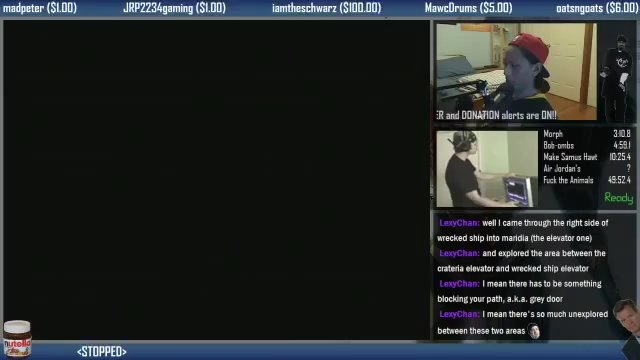 madpeter ($1.00) JRP2234gaming ($1.00) iamtheschwarz ($100.00) MawcDrums ($5.00) oatsngoats ($6.00)
ER and DONATION alerts are ON!!
Morph 3:10.8
Bob-ombs 4:59.1
Make Samus Hawt 10:25.4
Air Jordan's ?
Fuck the Animals 49:52.4
Ready
LexyChan: well I came through the right side of
wrecked ship into maridia (the elevator one)
LexyChan: and explored the area between the
crateria elevator and wrecked ship elevator
LexyChan: I mean there has to be something
blocking your path, a.k.a. grey door
LexyChan: I mean there's so much unexplored
between these two areas
nutella
<STOPPED>